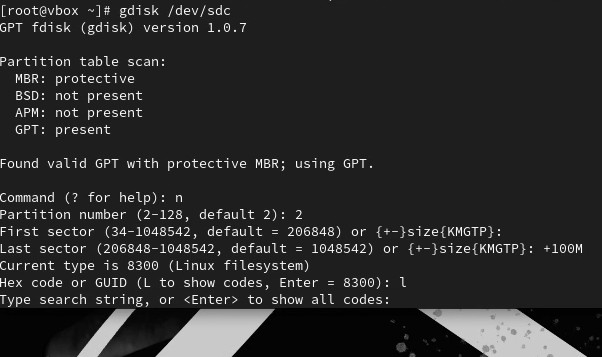 [root@vbox ~]# gdisk /dev/sdc
GPT fdisk (gdisk) version 1.0.7
Partition table scan:
MBR: protective
BSD: not present
APM: not present
GPT: present
Found valid GPT with protective MBR; using GPT.
Command (? for help): n
Partition number (2-128, default 2): 2
First sector (34-1048542, default = 206848) or {+-}size{KMGTP}:
Last sector (206848-1048542, default = 1048542) or {+-}size{KMGTP}: +100M
Current type is 8300 (Linux filesystem)
Hex code or GUID (L to show codes, Enter = 8300): l
Type search string, or <Enter> to show all codes: